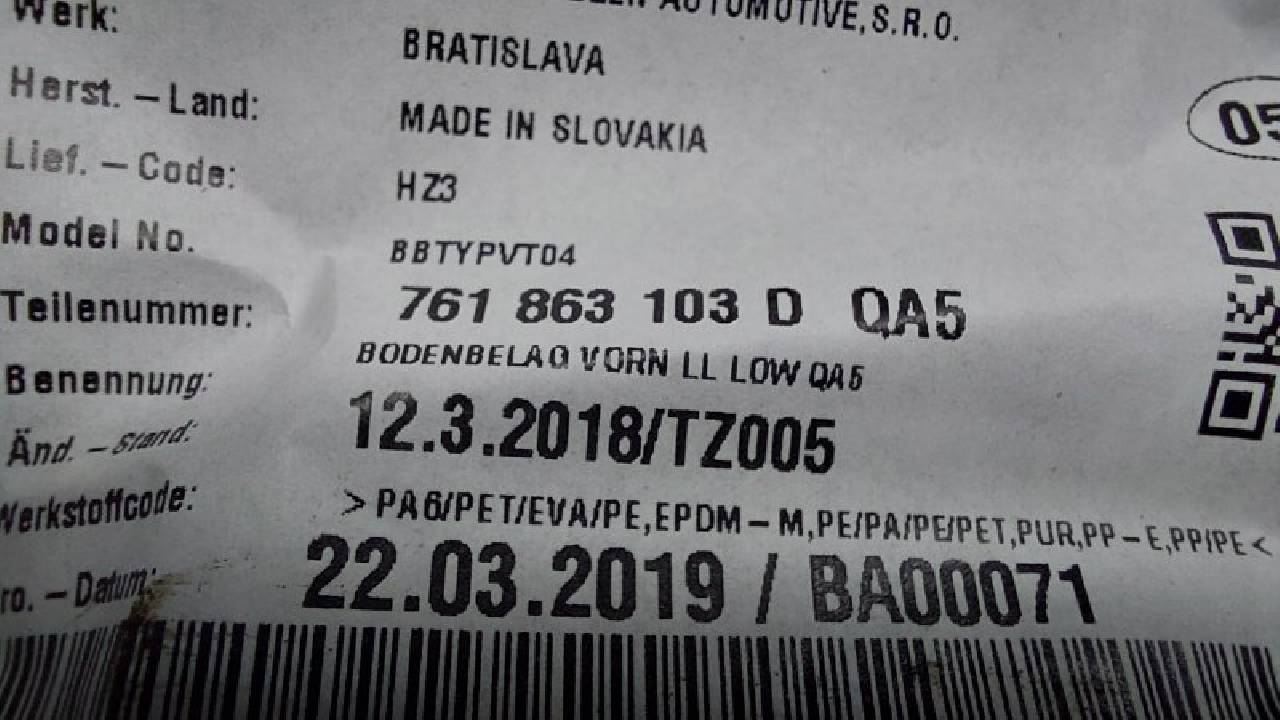 AUTOMOTIVE, S.R.O.
Werk: BRATISLAVA
Herst. – Land: MADE IN SLOVAKIA
05
Lief. – Code: HZ3
Model No. BBTYPVT04
Teilenummer: 761 863 103 D QA5
Benennung: BODENBELAG VORN LL LOW QA5
Änd. – Stand: 12.3.2018/TZ005
Werkstoffcode: > PA6/PET/EVA/PE,EPDM – M,PE/PA/PE/PET,PUR,PP – E,PP/PE <
ro. – Datum: 22.03.2019 / BA00071